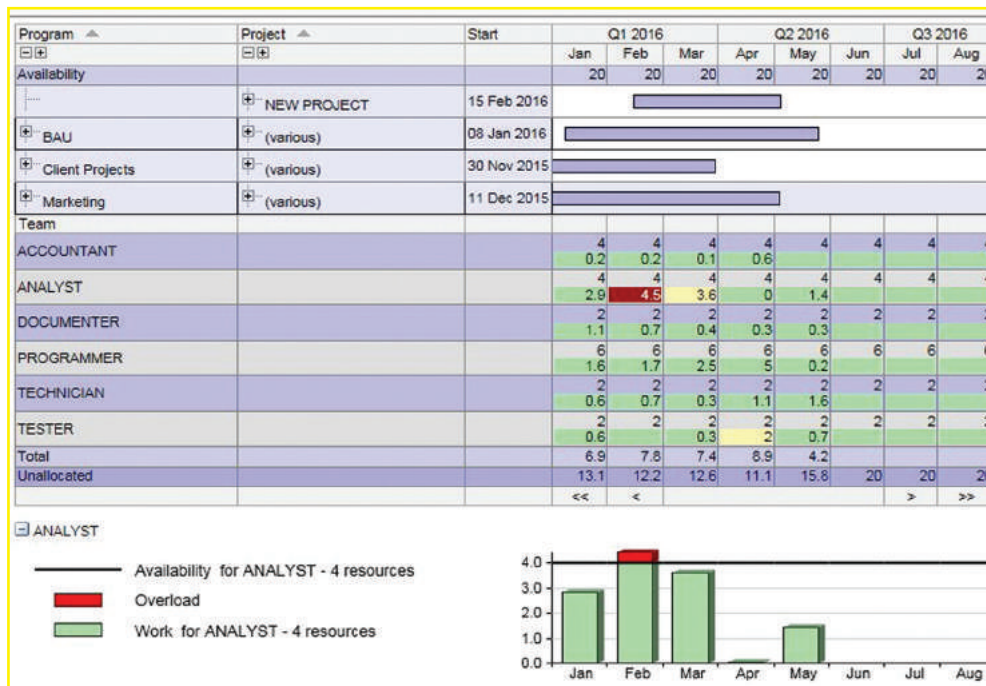 Program Project Start Q1 2016 Q2 2016 Q3 2016
Jan Feb Mar Apr May Jun Jul Aug
Availability 20 20 20 20 20 20 20
NEW PROJECT 15 Feb 2016
BAU (various) 08 Jan 2016
Client Projects (various) 30 Nov 2015
Marketing (various) 11 Dec 2015
Team
4 4 4 4 4 4 4
ACCOUNTANT
0.2 0.2 0.1 0.6
4 4 4 4 4 4 4
ANALYST
2.9 4.5 3.6 0 1.4
2 2 2 2 2 2 2
DOCUMENTER
1.1 0.7 0.4 0.3 0.3
6 6 6 6 6 6 6
PROGRAMMER
1.6 1.7 2.5 5 0.2
2 2 2 2 2 2 2
TECHNICIAN
0.6 0.7 0.3 1.1 1.6
2 2 2 2 2 2 2
TESTER
0.6 0.3 2 0.7
Total 6.9 7.8 7.4 8.9 4.2
Unallocated 13.1 12.2 12.6 11.1 15.8 20 20
<< < > >>
ANALYST
Availability for ANALYST - 4 resources
Overload
Work for ANALYST - 4 resources
4.0
3.0
2.0
1.0
0.0
Jan Feb Mar Apr May Jun Jul Aug